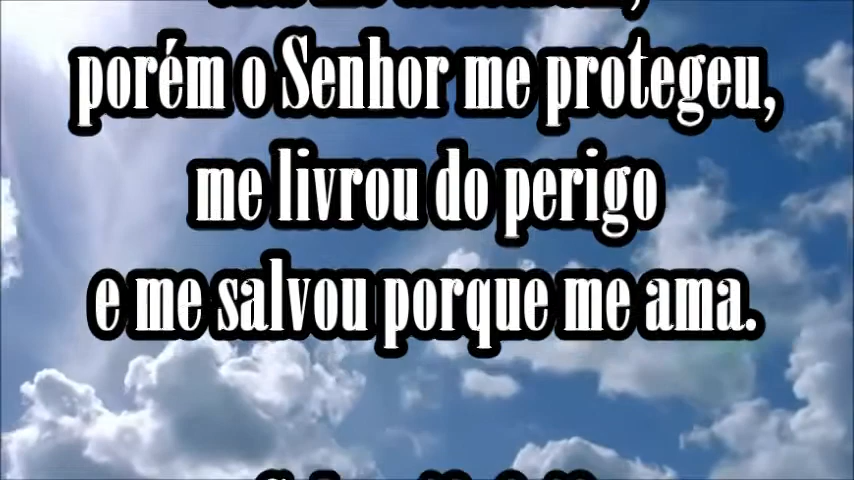 porém o Senhor me protegeu,
me livrou do perigo
e me salvou porque me ama.